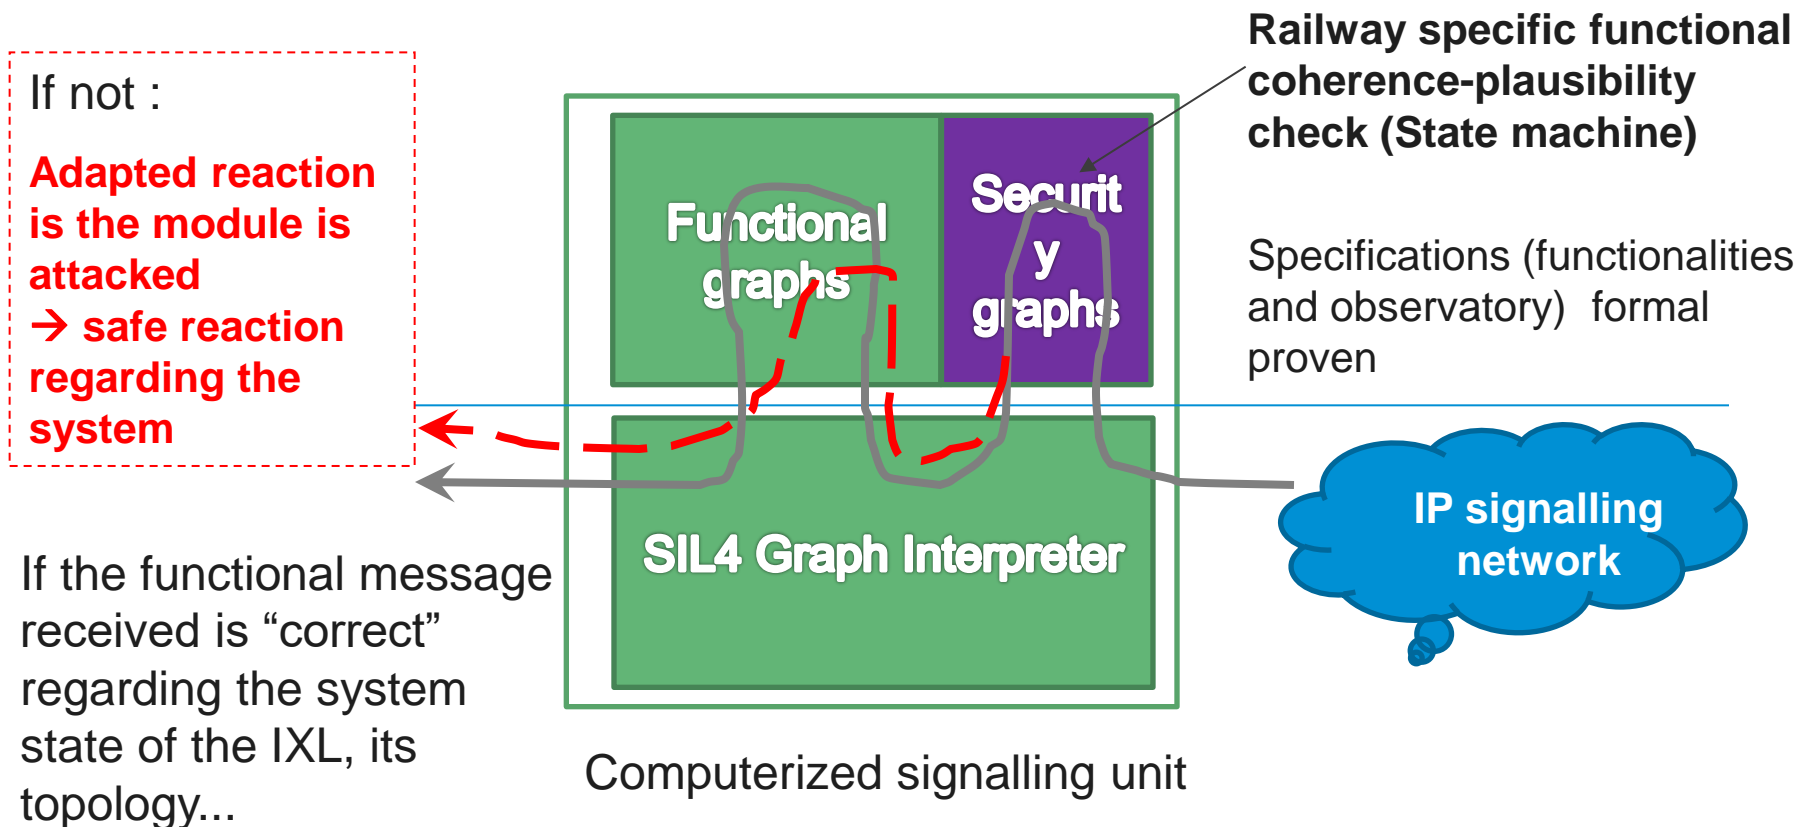 If not :
Adapted reaction
is the module is
attacked
→ safe reaction
regarding the
system
If the functional message
received is “correct”
regarding the system
state of the IXL, its
topology...
Functional
graphs
Securit
y
graphs
SIL4 Graph Interpreter
Computerized signalling unit
Railway specific functional
coherence-plausibility
check (State machine)
Specifications (functionalities
and observatory) formal
proven
IP signalling
network